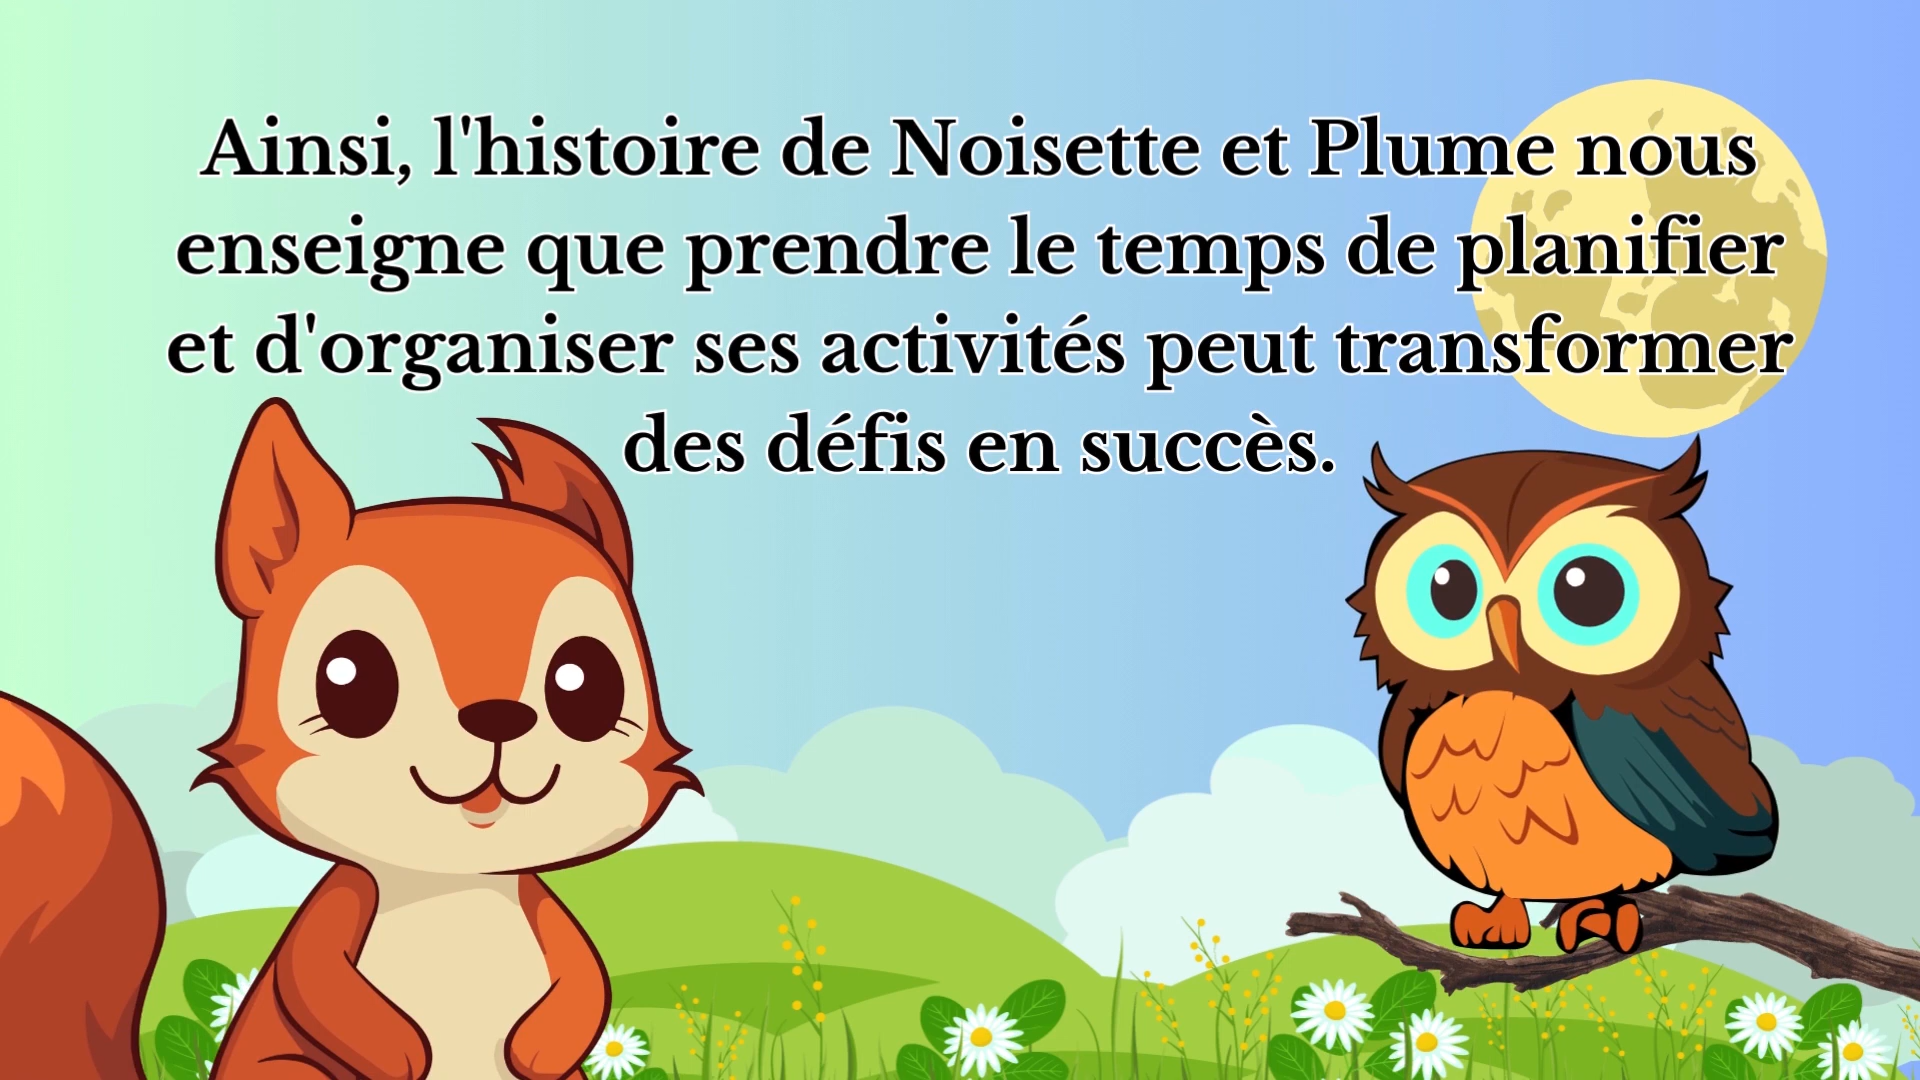 Ainsi, l'histoire de Noisette et Plume nous
enseigne que prendre le temps de planifier
et d'organiser ses activités peut transformer
des défis en succès.